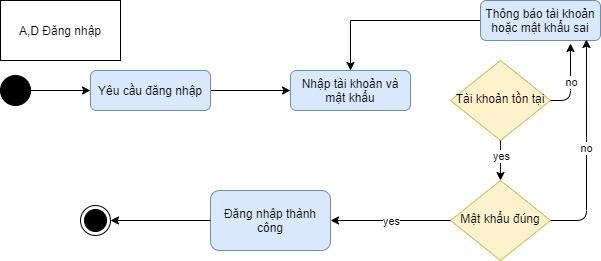 A,D Đăng nhập
Thông báo tài khoản
hoặc mật khẩu sai
Yêu cầu đăng nhập
Nhập tài khoản và
mật khẩu
no
Tài khoản tồn tại
no
yes
Đăng nhập thành
công
yes
Mật khẩu đúng